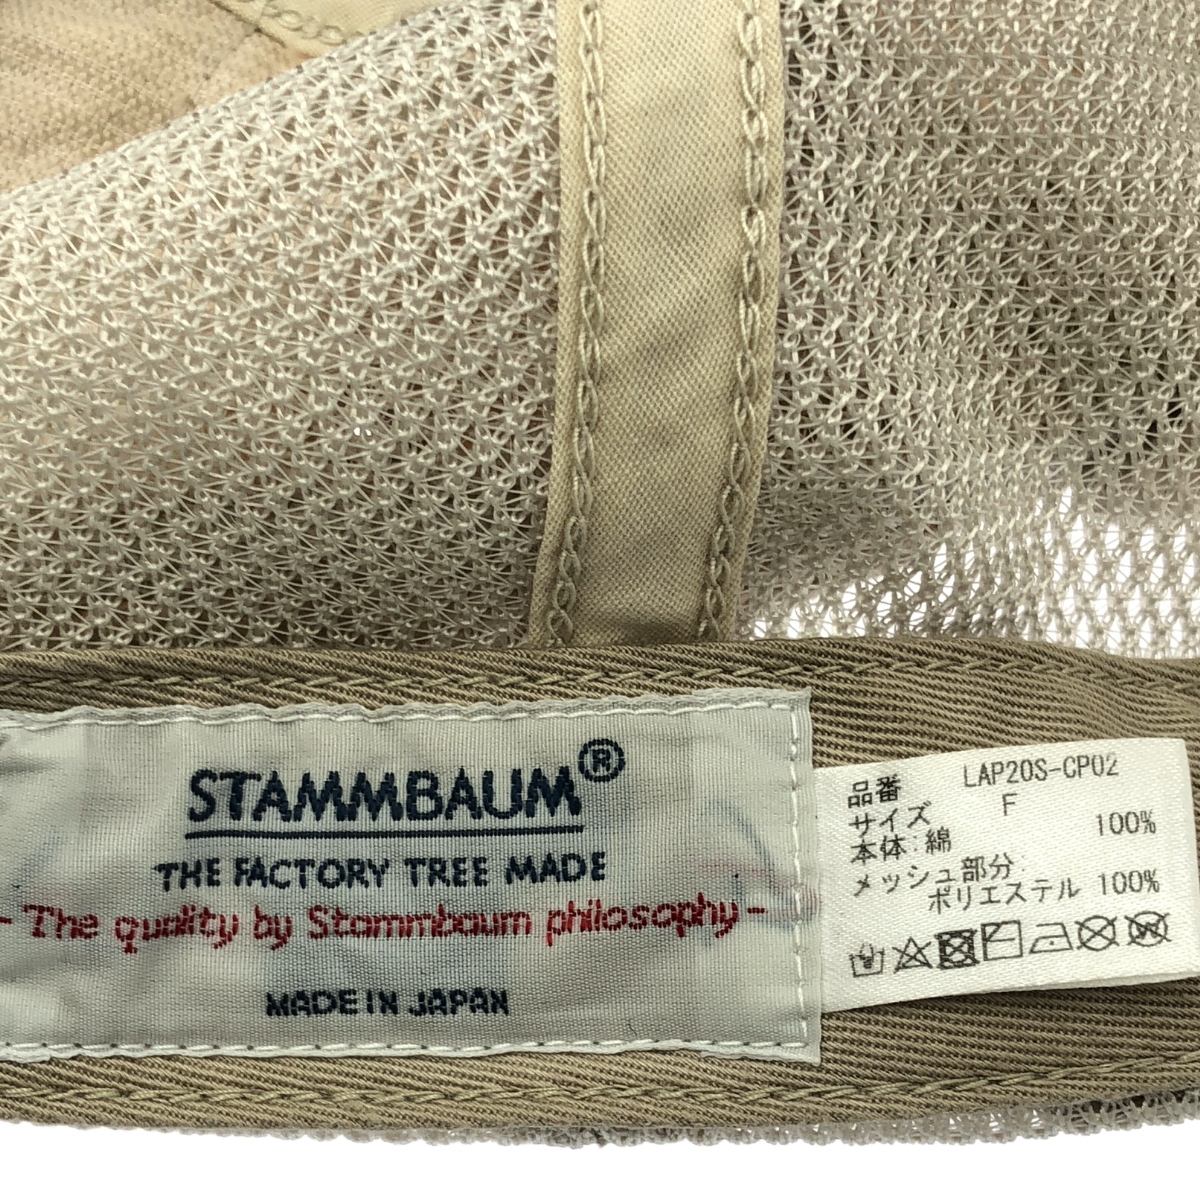 STAMMBAUM®
THE FACTORY TREE MADE
- The quality by Stammbaum philosophy -
MADE IN JAPAN
品番 LAP20S-CP02
サイズ F
本体:綿 100%
メッシュ部分
ポリエステル 100%